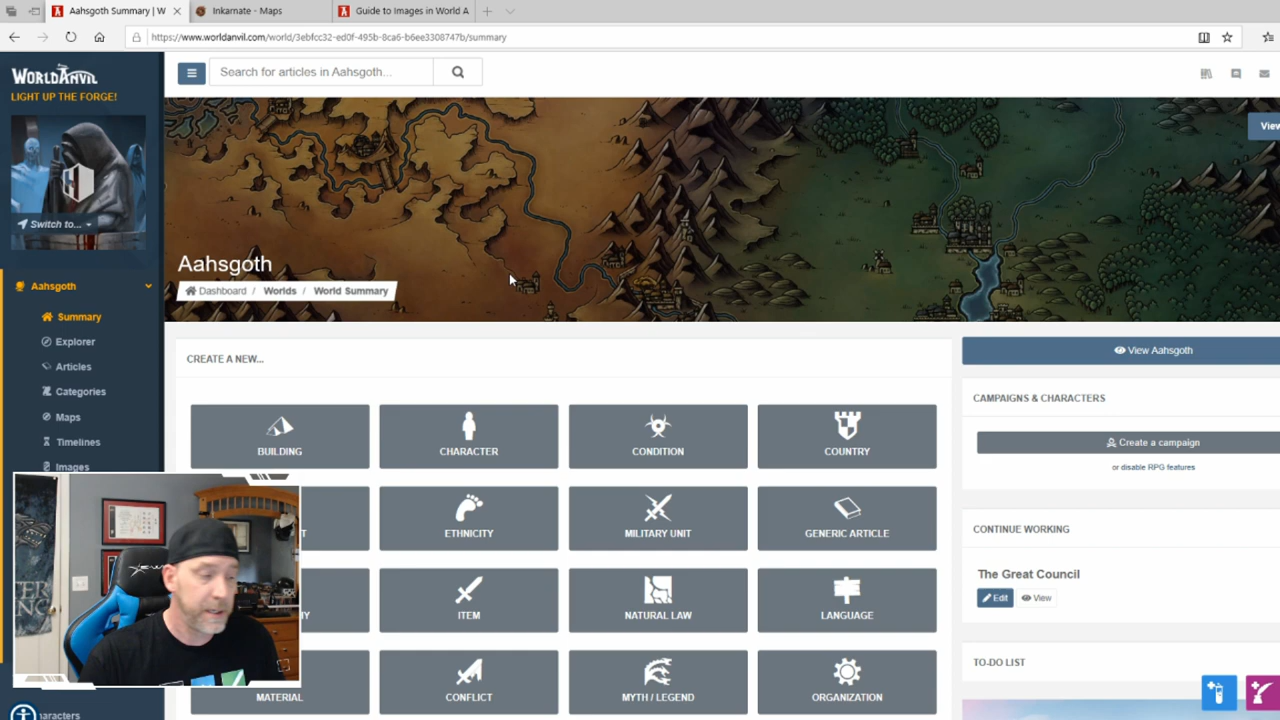 Aahsgoth Summary | W
Inkarnate - Maps
Guide to Images in World A
https://www.worldanvil.com/world/3ebfcc32-ed0f-495b-8ca6-b6ee3308747b/summary
WORLDANVIL
LIGHT UP THE FORGE!
Search for articles in Aahsgoth...
View
Switch to...
Aahsgoth
Dashboard / Worlds / World Summary
Aahsgoth
Summary
Explorer
Articles
Categories
Maps
Timelines
Images
aracters
CREATE A NEW...
BUILDING
CHARACTER
CONDITION
COUNTRY
T
ETHNICITY
MILITARY UNIT
GENERIC ARTICLE
Y
ITEM
NATURAL LAW
LANGUAGE
MATERIAL
CONFLICT
MYTH / LEGEND
ORGANIZATION
View Aahsgoth
CAMPAIGNS & CHARACTERS
Create a campaign
or disable RPG features
CONTINUE WORKING
The Great Council
Edit View
TO-DO LIST